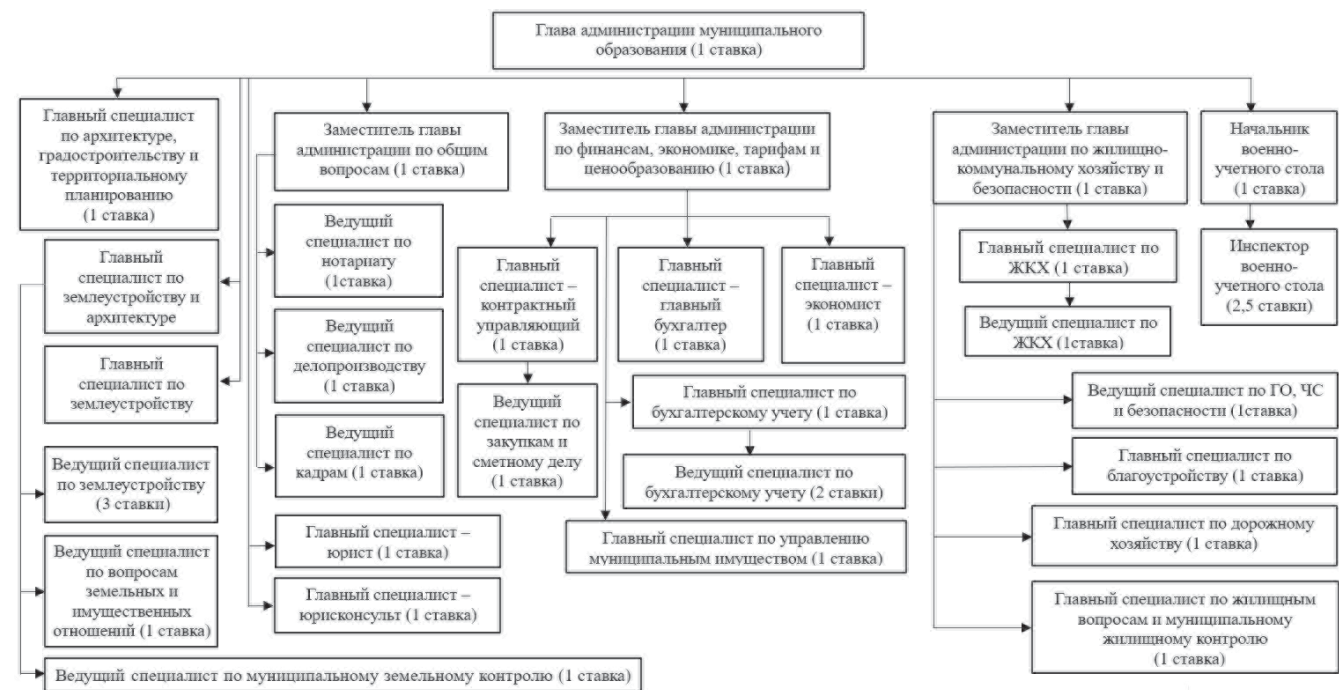 Глава администрации муниципального
образования (1 ставка)
Главный специалист
по архитектуре,
градостроительству и
территориальному
планированию
(1 ставка)
Заместитель главы
администрации по общим
вопросам (1 ставка)
Заместитель главы администрации
по финансам, экономике, тарифам и
ценообразованию (1 ставка)
Заместитель главы
администрации по жилищно-
коммунальному хозяйству и
безопасности (1 ставка)
Начальник
военно-
учетного стола
(1 ставка)
Главный
специалист по
землеустройству и
архитектуре
Главный
специалист по
землеустройству
Ведущий специалист
по землеустройству
(3 ставки)
Ведущий специалист
по вопросам
земельных и
имущественных
отношений (1 ставка)
Ведущий специалист по муниципальному земельному контролю (1 ставка)
Ведущий
специалист по
нотариату
(1ставка)
Ведущий
специалист по
делопроизводству
(1 ставка)
Ведущий
специалист по
кадрам (1 ставка)
Главный специалист –
юрист (1 ставка)
Главный специалист –
юрисконсульт (1 ставка)
Главный
специалист –
контрактный
управляющий
(1 ставка)
Главный
специалист –
главный
бухгалтер
(1 ставка)
Главный
специалист –
экономист
(1 ставка)
Ведущий
специалист по
закупкам и
сметному делу
(1 ставка)
Главный специалист по
бухгалтерскому учету (1 ставка)
Ведущий специалист по
бухгалтерскому учету (2 ставки)
Главный специалист по управлению
муниципальным имуществом (1 ставка)
Главный специалист по
ЖКХ (1 ставка)
Ведущий специалист по
ЖКХ (1ставка)
Инспектор
военно-
учетного стола
(2,5 ставки)
Ведущий специалист по ГО, ЧС
и безопасности (1ставка)
Главный специалист по
благоустройству (1 ставка)
Главный специалист по дорожному
хозяйству (1 ставка)
Главный специалист по жилищным
вопросам и муниципальному
жилищному контролю
(1 ставка)